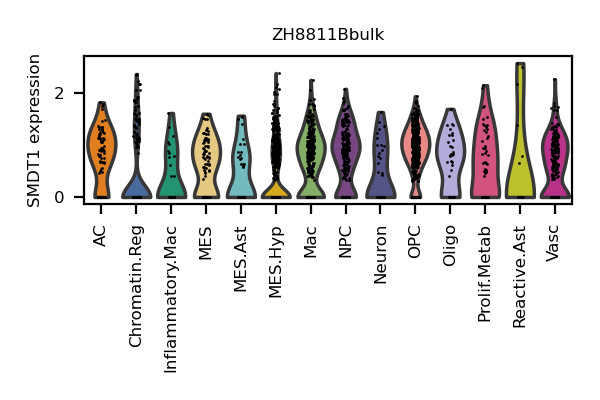 ZH8811Bbulk
SMDT1 expression
2
0
AC
Chromatin.Reg
Inflammatory.Mac
MES
MES.Ast
MES.Hyp
Mac
NPC
Neuron
OPC
Oligo
Prolif.Metab
Reactive.Ast
Vasc